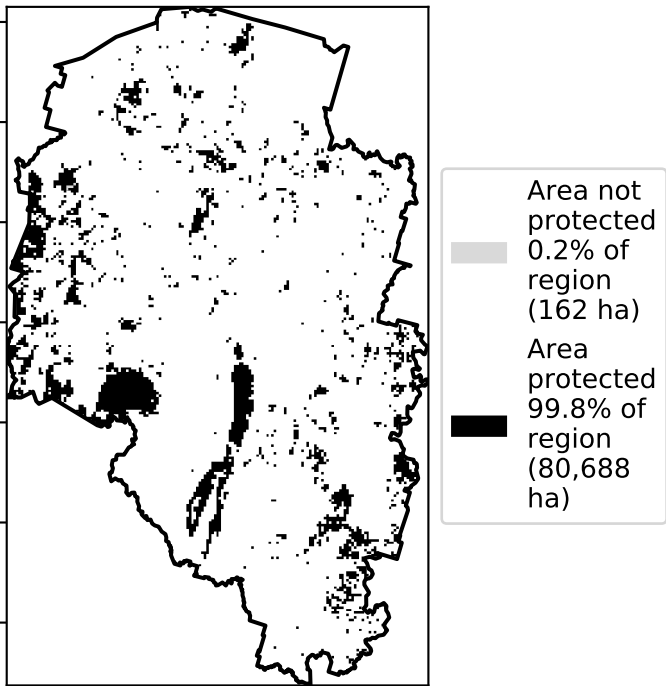 Area not
protected
0.2% of
region
(162 ha)
Area
protected
99.8% of
region
(80,688
ha)